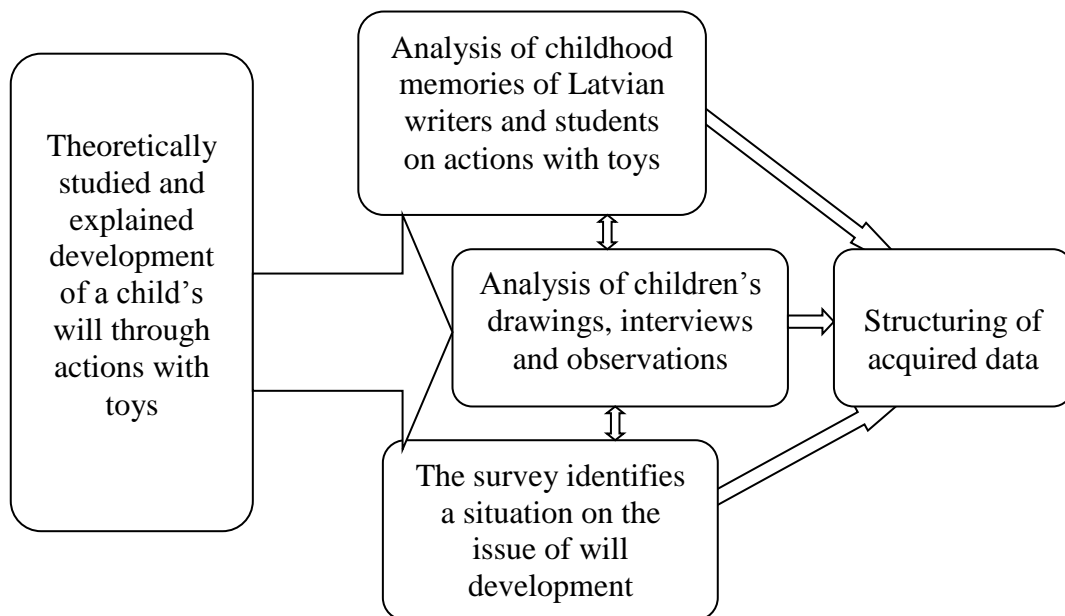 Theoretically
studied and
explained
development
of a child’s
will through
actions with
toys
Analysis of childhood
memories of Latvian
writers and students
on actions with toys
Analysis of children’s
drawings, interviews
and observations
The survey identifies
a situation on the
issue of will
development
Structuring of
acquired data